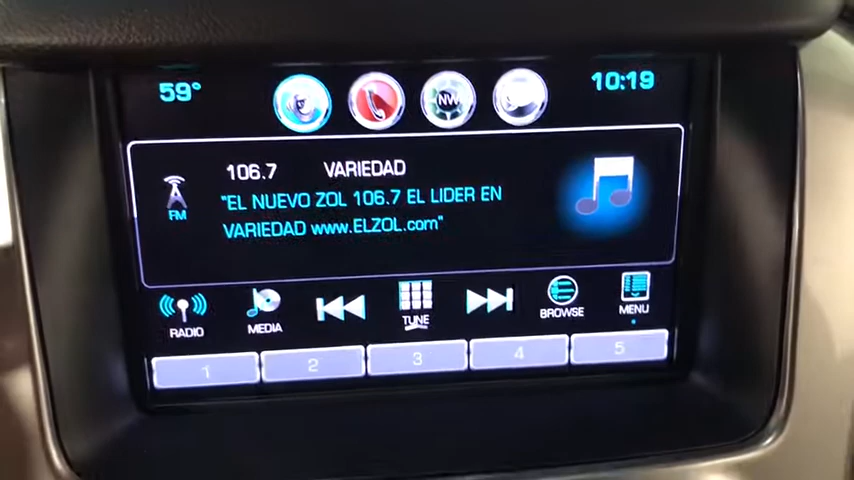 59°
NW
10:19
106.7 VARIEDAD
FM
"EL NUEVO ZOL 106.7 EL LIDER EN
VARIEDAD www.ELZOL.com"
RADIO
MEDIA
TUNE
BROWSE
MENU
1 2 3 4 5